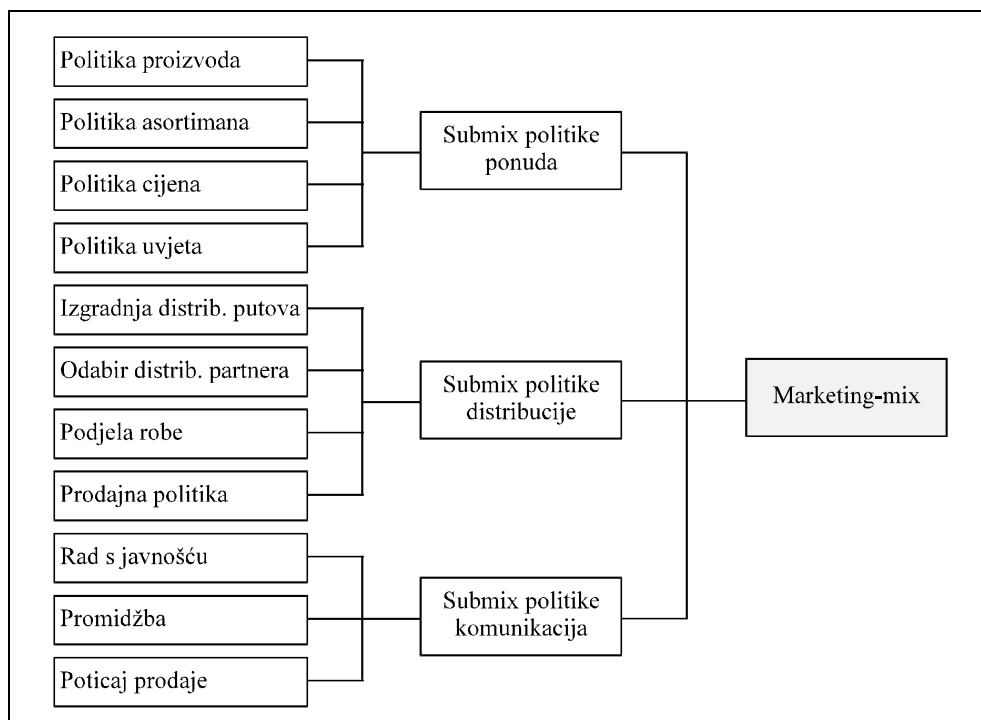 Politika proizvoda
Politika asortimana
Politika cijena
Politika uvjeta
Izgradnja distrib. putova
Odabir distrib. partnera
Podjela robe
Prodajna politika
Rad s javnošću
Promidžba
Poticaj prodaje
Submix politike
ponuda
Submix politike
distribucije
Submix politike
komunikacija
Marketing-mix